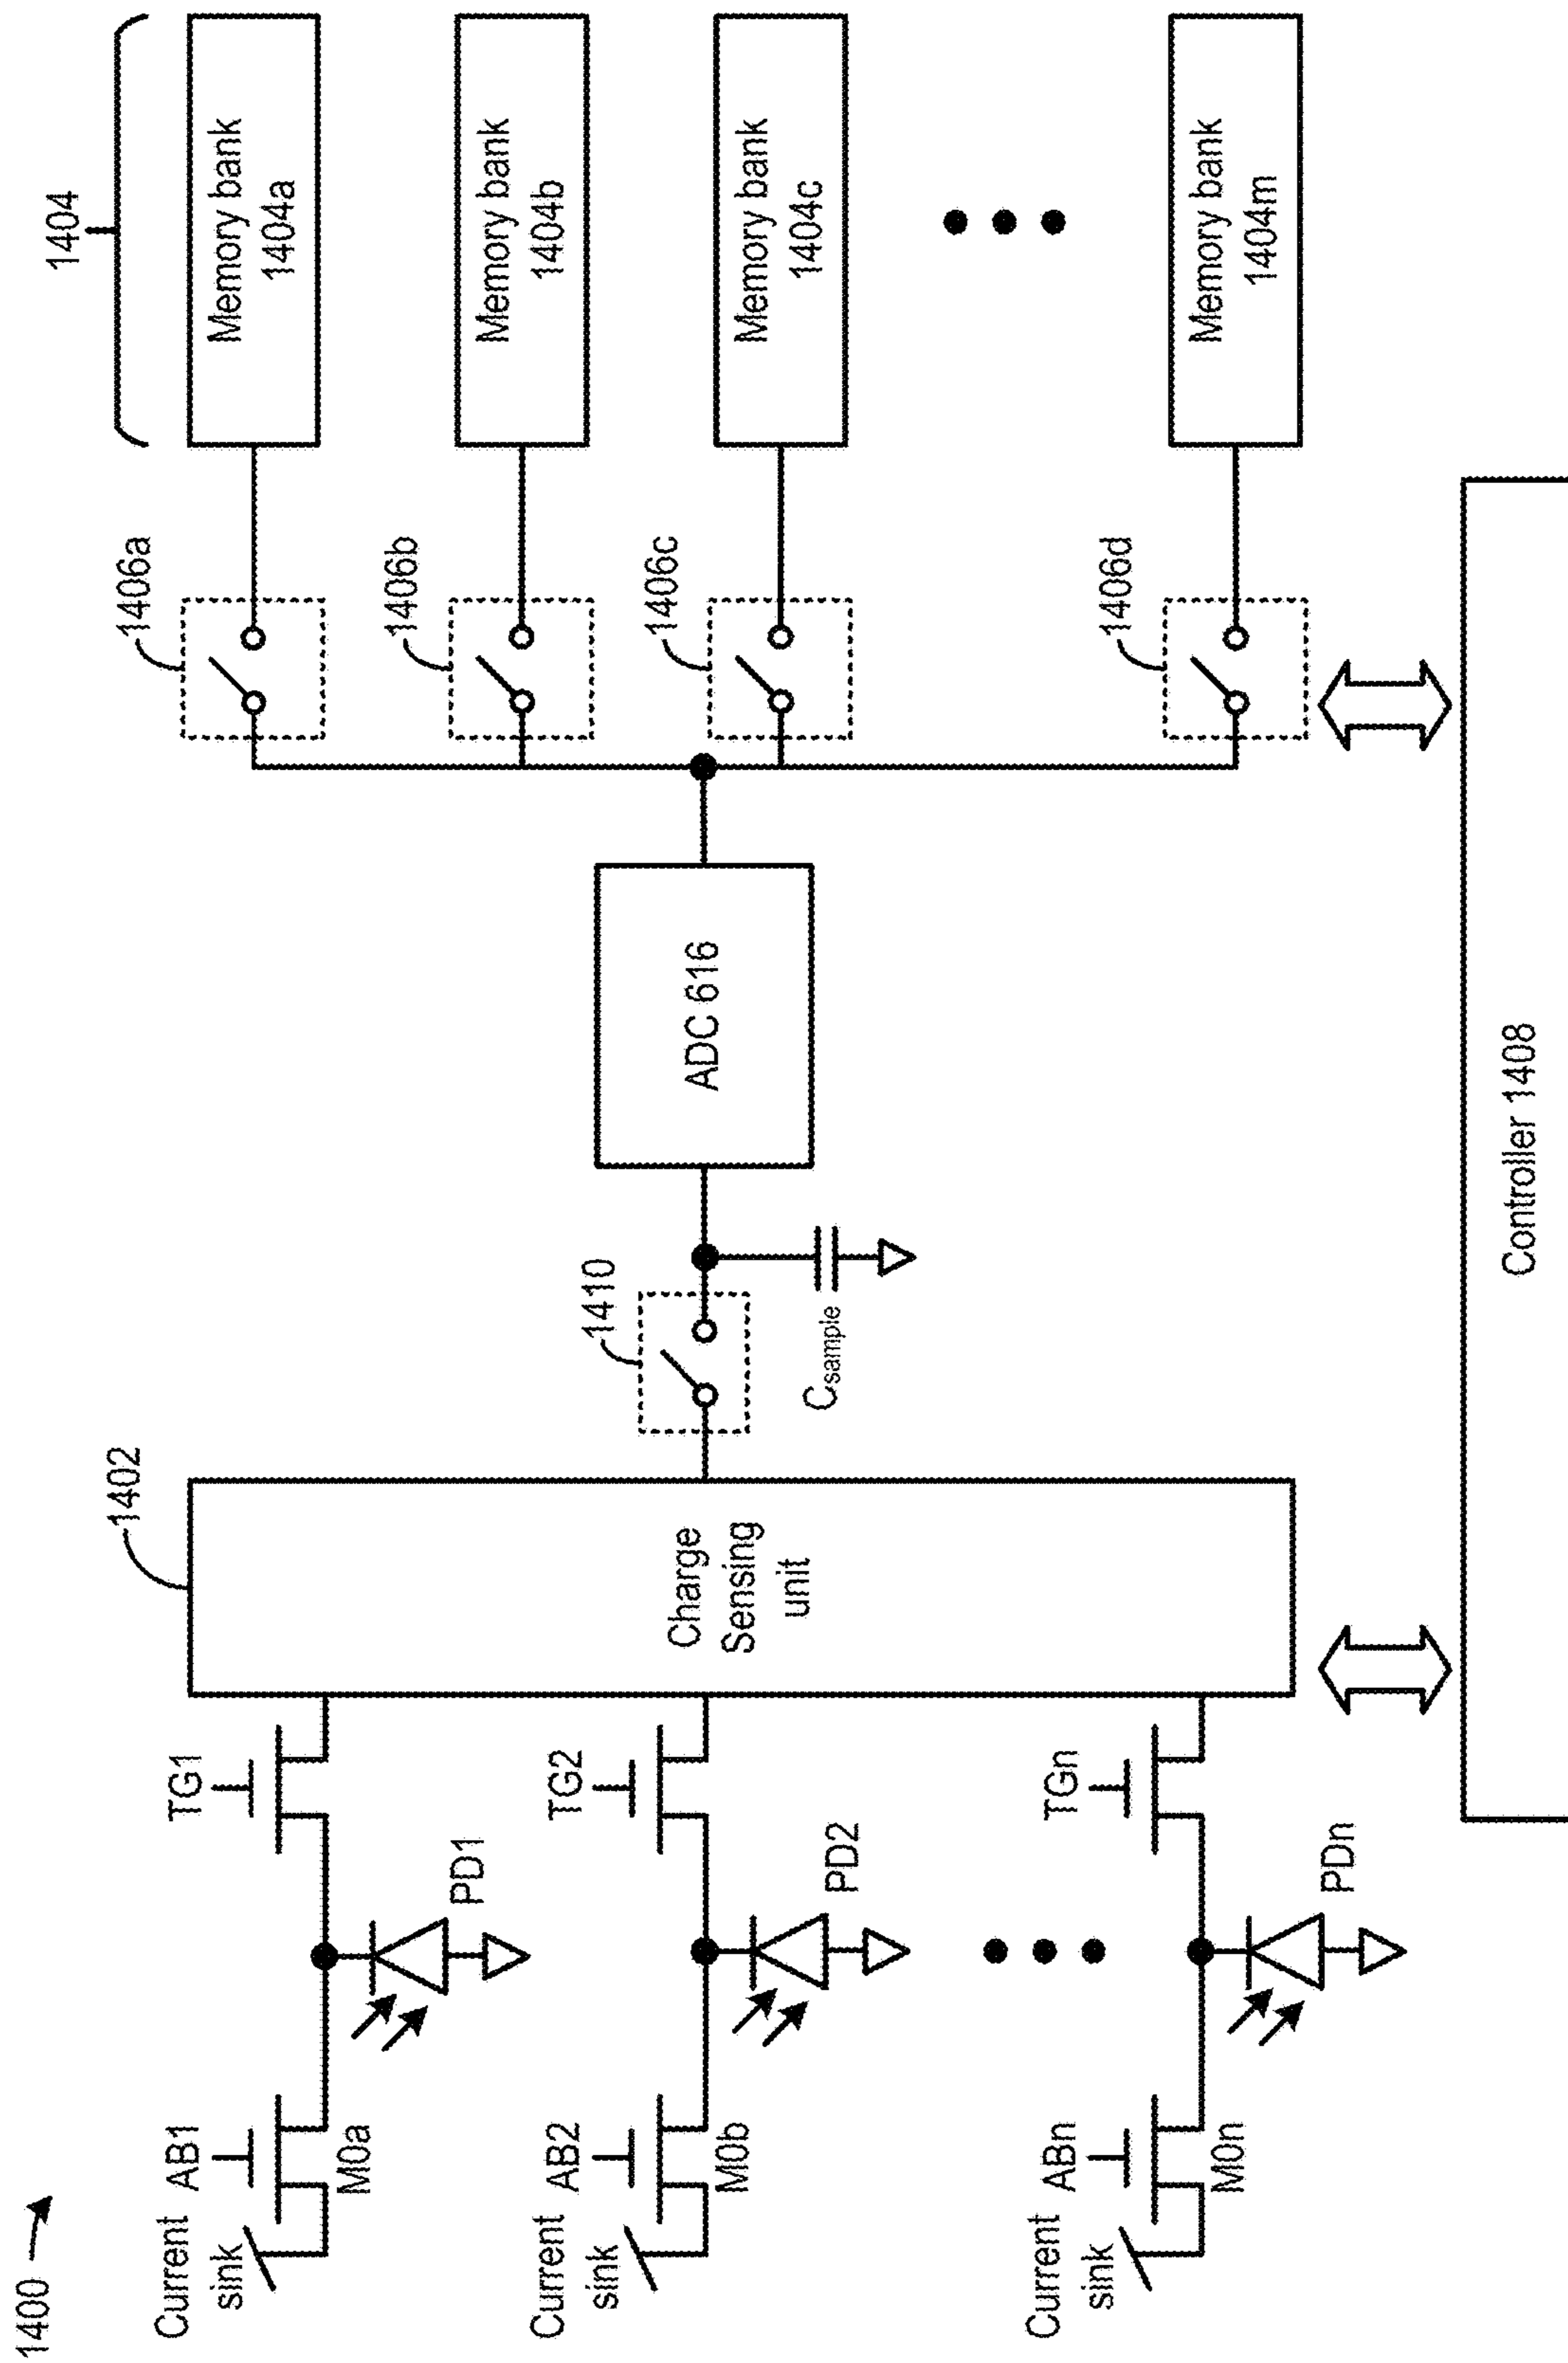 1400
Current
sink
AB1
M0a
TG1
PD1
Current
sink
AB2
M0b
TG2
PD2
Current
sink
ABn
M0n
TGn
PDn
1402
Charge
Sensing
unit
1410
Csample
ADC 616
1406a
1406b
1406c
1406d
1404
Memory bank
1404a
Memory bank
1404b
Memory bank
1404c
Memory bank
1404m
Controller 1408